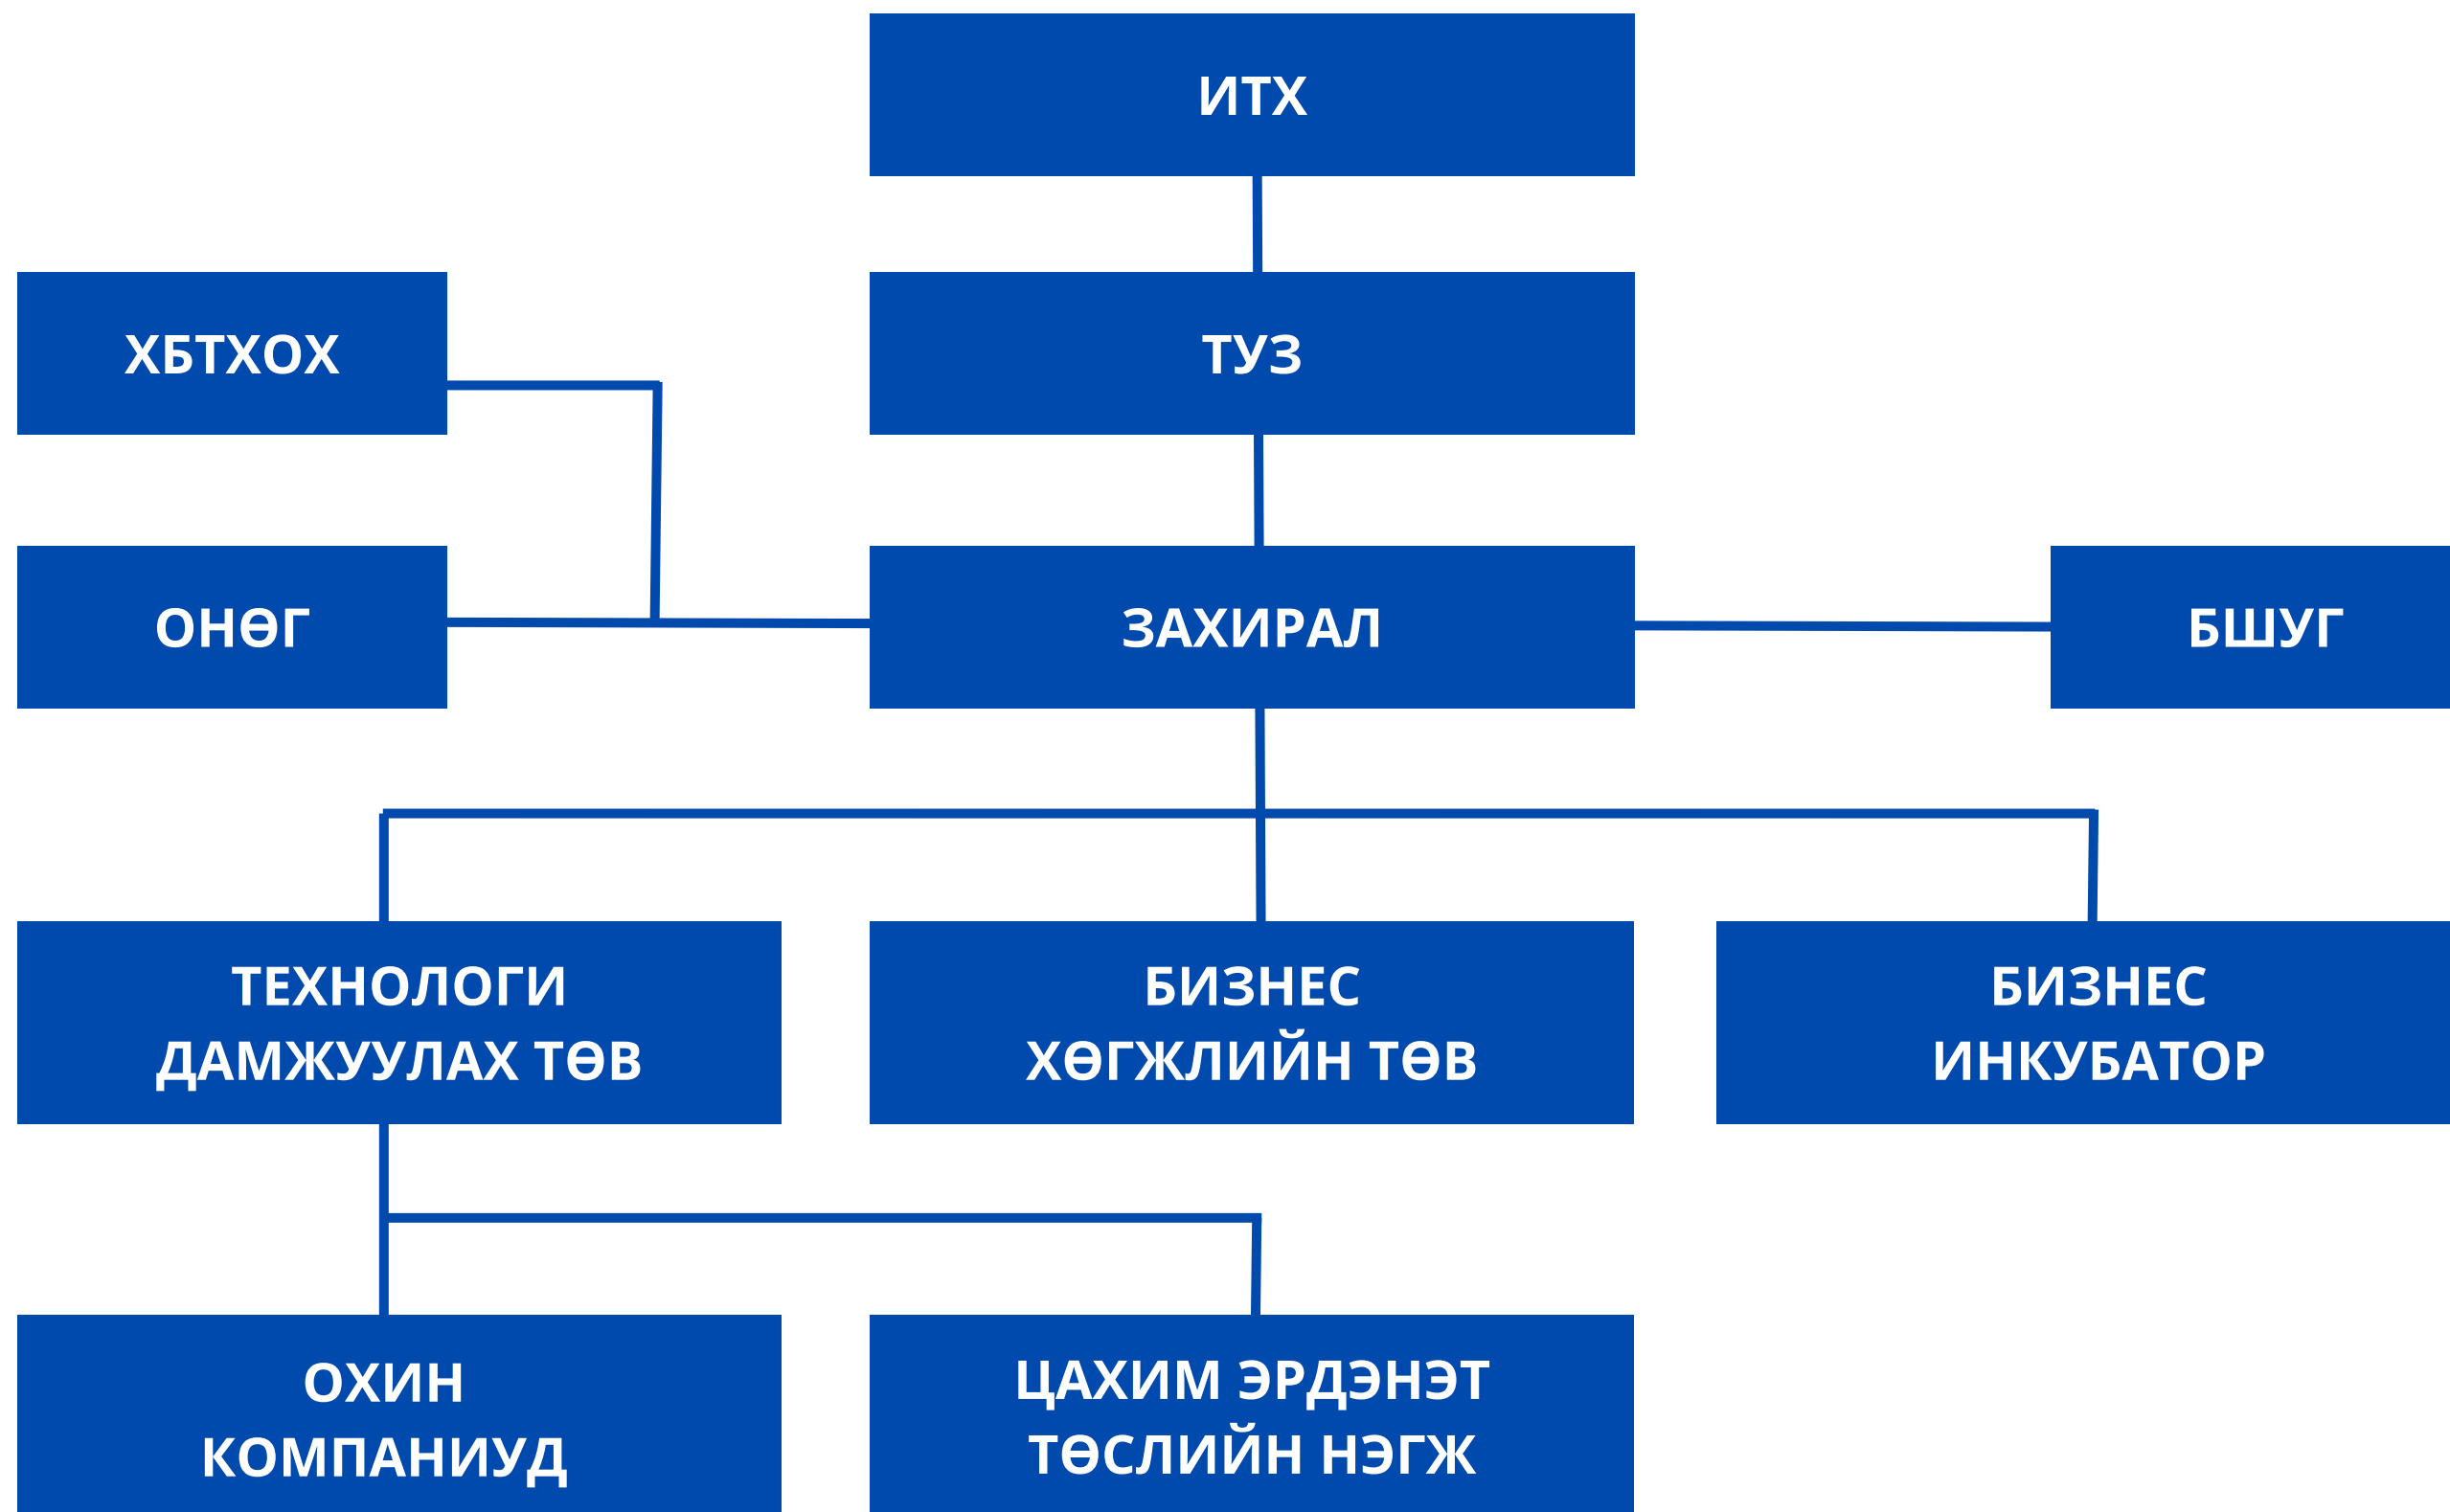 ИТХ
ХБТХОХ
ТУЗ
ОНӨГ
ЗАХИРАЛ
БШУГ
ТЕХНОЛОГИ
ДАМЖУУЛАХ ТӨВ
БИЗНЕС
ХӨГЖЛИЙН ТӨВ
БИЗНЕС
ИНКУБАТОР
ОХИН
КОМПАНИУД
ЦАХИМ ЭРДЭНЭТ
ТӨСЛИЙН НЭГЖ